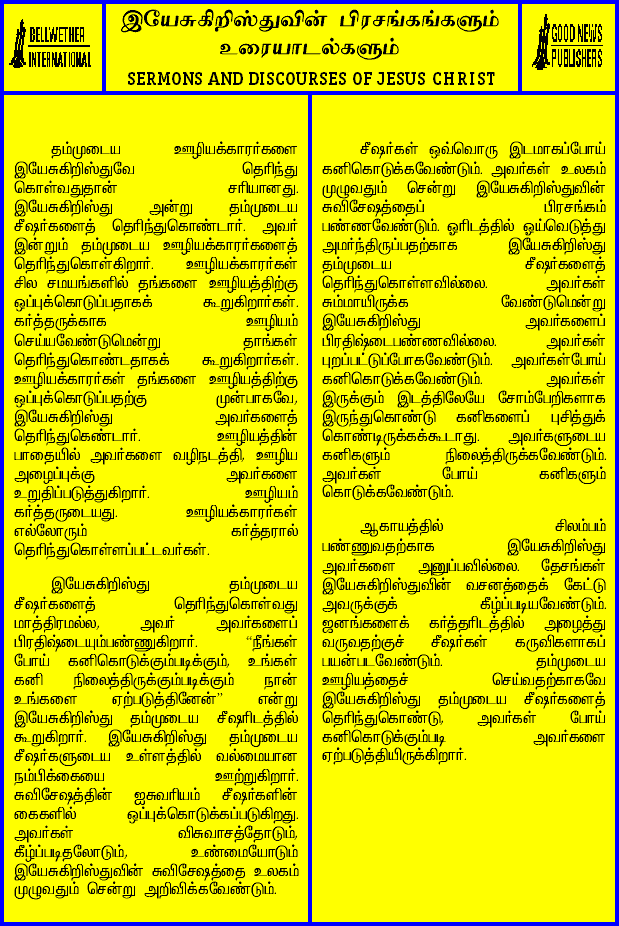 BELLWETHER
INTERNATIONAL
இயேசுகிறிஸ்துவின் பிரசங்கங்களும்
உரையாடல்களும்
SERMONS AND DISCOURSES OF JESUS CHRIST
GOOD NEWS
PUBLISHERS
தம்முடைய ஊழியக்காரர்களை
இயேசுகிறிஸ்துவே தெரிந்து
கொள்வதுதான் சரியானது.
இயேசுகிறிஸ்து அன்று தம்முடைய
சீஷர்களைத் தெரிந்துகொண்டார். அவர்
இன்றும் தம்முடைய ஊழியக்காரர்களைத்
தெரிந்துகொள்கிறார். ஊழியக்காரர்கள்
சில சமயங்களில் தங்களை ஊழியத்திற்கு
ஒப்புக்கொடுப்பதாகக் கூறுகிறார்கள்.
கர்த்தருக்காக ஊழியம்
செய்யவேண்டுமென்று தாங்கள்
தெரிந்துகொண்டதாகக் கூறுகிறார்கள்.
ஊழியக்காரர்கள் தங்களை ஊழியத்திற்கு
ஒப்புக்கொடுப்பதற்கு முன்பாகவே,
இயேசுகிறிஸ்து அவர்களைத்
தெரிந்துகெண்டார். ஊழியத்தின்
பாதையில் அவர்களை வழிநடத்தி, ஊழிய
அழைப்புக்கு அவர்களை
உறுதிப்படுத்துகிறார். ஊழியம்
கர்த்தருடையது. ஊழியக்காரர்கள்
எல்லோரும் கர்த்தரால்
தெரிந்துகொள்ளப்பட்டவர்கள்.
இயேசுகிறிஸ்து தம்முடைய
சீஷர்களைத் தெரிந்துகொள்வது
மாத்திரமல்ல, அவர் அவர்களைப்
பிரதிஷ்டையும்பண்ணுகிறார். “நீங்கள்
போய் கனிகொடுக்கும்படிக்கும், உங்கள்
கனி நிலைத்திருக்கும்படிக்கும் நான்
உங்களை ஏற்படுத்தினேன்” என்று
இயேசுகிறிஸ்து தம்முடைய சீஷரிடத்தில்
கூறுகிறார். இயேசுகிறிஸ்து தம்முடைய
சீஷர்களுடைய உள்ளத்தில் வல்மையான
நம்பிக்கையை ஊற்றுகிறார்.
சுவிசேஷத்தின் ஐசுவரியம் சீஷர்களின்
கைகளில் ஒப்புக்கொடுக்கப்படுகிறது.
அவர்கள் விசுவாசத்தோடும்,
கீழ்ப்படிதலோடும், உண்மையோடும்
இயேசுகிறிஸ்துவின் சுவிசேஷத்தை உலகம்
முழுவதும் சென்று அறிவிக்கவேண்டும்.
சீஷர்கள் ஒவ்வொரு இடமாகப்போய்
கனிகொடுக்கவேண்டும். அவர்கள் உலகம்
முழுவதும் சென்று இயேசுகிறிஸ்துவின்
சுவிசேஷத்தைப் பிரசங்கம்
பண்ணவேண்டும். ஓரிடத்தில் ஓய்வெடுத்து
அமர்ந்திருப்பதற்காக இயேசுகிறிஸ்து
தம்முடைய சீஷர்களைத்
தெரிந்துகொள்ளவில்லை. அவர்கள்
சும்மாயிருக்க வேண்டுமென்று
இயேசுகிறிஸ்து அவர்களைப்
பிரதிஷ்டைபண்ணவில்லை. அவர்கள்
புறப்பட்டுப்போகவேண்டும். அவர்கள்போய்
கனிகொடுக்கவேண்டும். அவர்கள்
இருக்கும் இடத்திலேயே சோம்பேறிகளாக
இருந்துகொண்டு கனிகளைப் புசித்துக்
கொண்டிருக்கக்கூடாது. அவர்களுடைய
கனிகளும் நிலைத்திருக்கவேண்டும்.
அவர்கள் போய் கனிகளும்
கொடுக்கவேண்டும்.
ஆகாயத்தில் சிலம்பம்
பண்ணுவதற்காக இயேசுகிறிஸ்து
அவர்களை அனுப்பவில்லை. தேசங்கள்
இயேசுகிறிஸ்துவின் வசனத்தைக் கேட்டு
அவருக்குக் கீழ்ப்படியவேண்டும்.
ஜனங்களைக் கர்த்தரிடத்தில் அழைத்து
வருவதற்குச் சீஷர்கள் கருவிகளாகப்
பயன்படவேண்டும். தம்முடைய
ஊழியத்தைச் செய்வதற்காகவே
இயேசுகிறிஸ்து தம்முடைய சீஷர்களைத்
தெரிந்துகொண்டு, அவர்கள் போய்
கனிகொடுக்கும்படி அவர்களை
ஏற்படுத்தியிருக்கிறார்.